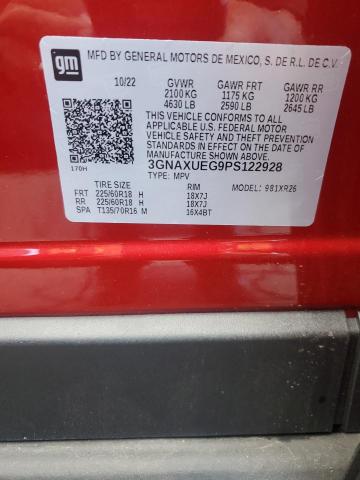 gm
MFD BY GENERAL MOTORS DE MEXICO, S. DE R.L. DE C.V.
10/22 GVWR GAWR FRT GAWR RR
2100 KG 1175 KG 1200 KG
4630 LB 2590 LB 2645 LB
THIS VEHICLE CONFORMS TO ALL
APPLICABLE U.S. FEDERAL MOTOR
VEHICLE SAFETY AND THEFT PREVENTION
STANDARDS IN EFFECT ON THE DATE OF
MANUFACTURE SHOWN ABOVE.
3GNAXUEG9PS122928
170H TYPE: MPV
TIRE SIZE RIM MODEL: 981XR26
FRT 225/60R18 H 18X7J
RR 225/60R18 H 18X7J
SPA T135/70R16 M 16X4BT